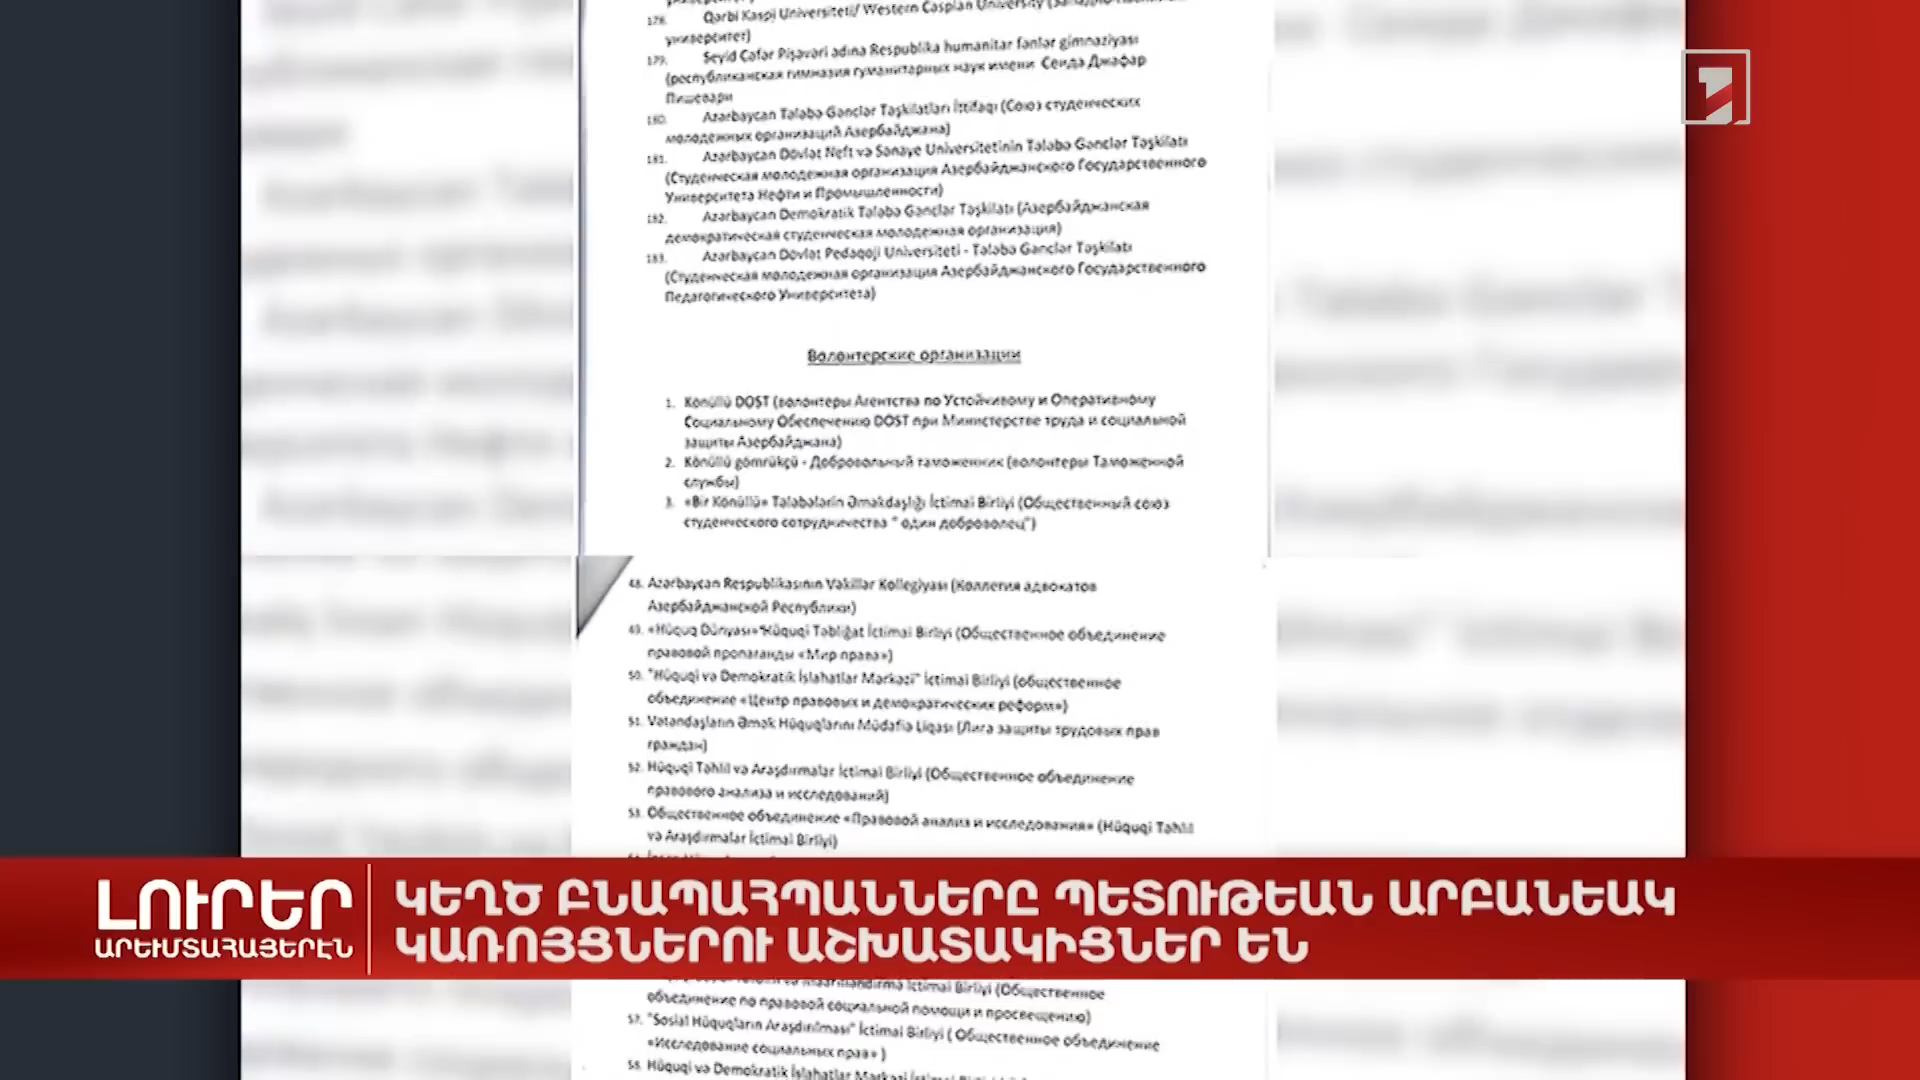 178. Qərbi Kaspi Universiteti/ Western Caspian University
университет)
179. Seyid Cəfər Pişəvəri adına Respublika humanitar fənlər gimnaziyası
(республиканская гимназия гуманитарных наук имени Сеида Джафар
Пишевари
180. Azərbaycan Tələbə Gənclər Təşkilatları İttifaqı (Союз студенческих
молодежных организаций Азербайджана)
181. Azərbaycan Dövlət Neft və Sənaye Universitetinin Tələbə Gənclər Təşkilatı
(Студенческая молодежная организация Азербайджанского Государственного
Университета Нефти и Промышленности)
182. Azərbaycan Demokratik Tələbə Gənclər Təşkilatı (Азербайджанская
демократическая студенческая молодежная организация)
183. Azərbaycan Dövlət Pedaqoji Universiteti - Tələbə Gənclər Təşkilatı
(Студенческая молодежная организация Азербайджанского Государственного
Педагогического Университета)
Волонтерские организации
1. Könüllü DOST (волонтеры Агентства по Устойчивому и Оперативному
Социальному Обеспечению DOST при Министерстве труда и социальной
защиты Азербайджана)
2. Könüllü gömrükçü - Добровольный таможенник (волонтеры Таможенной
службы)
3. «Bir Könüllü» Tələbələrin Əməkdaşlığı İctimai Birliyi (Общественный союз
студенческого сотрудничества " один доброволец")
48. Azərbaycan Respublikasının Vəkillər Kollegiyası (Коллегия адвокатов
Азербайджанской Республики)
49. «Hüquq Dünyası» Hüquqi Təbliğat İctimai Birliyi (Общественное объединение
правовой пропаганды «Мир права»)
50. "Hüquqi və Demokratik İslahatlar Mərkəzi" İctimai Birliyi (общественное
объединение «Центр правовых и демократических реформ»)
51. Vətəndaşların Əmək Hüquqlarını Müdafiə Liqası (Лига защиты трудовых прав
граждан)
52. Hüquqi Təhlil və Araşdırmalar İctimai Birliyi (Общественное объединение
правового анализа и исследований)
53. Общественное объединение «Правовой анализ и исследования» (Hüquqi Təhlil
və Araşdırmalar İctimai Birliyi)
ԼՈՒՐԵՐ
ԱՐԵՒՄՏԱՀԱՅԵՐԷՆ
ԿԵՂԾ ԲՆԱՊԱՀՊԱՆՆԵՐԸ ՊԵՏՈՒԹԵԱՆ ԱՐԲԱՆԵԱԿ
ԿԱՌՈՅՑՆԵՐՈՒ ԱՇԽԱՏԱԿԻՑՆԵՐ ԵՆ
və Maarifləndirmə İctimai Birliyi (Общественное
объединение по правовой социальной помощи и просвещению)
57. "Sosial Hüquqların Araşdırılması" İctimai Birliyi ( Общественное объединение
«Исследование социальных прав» )
58. Hüquqi və Demokratik İslahatlar Mərkəzi